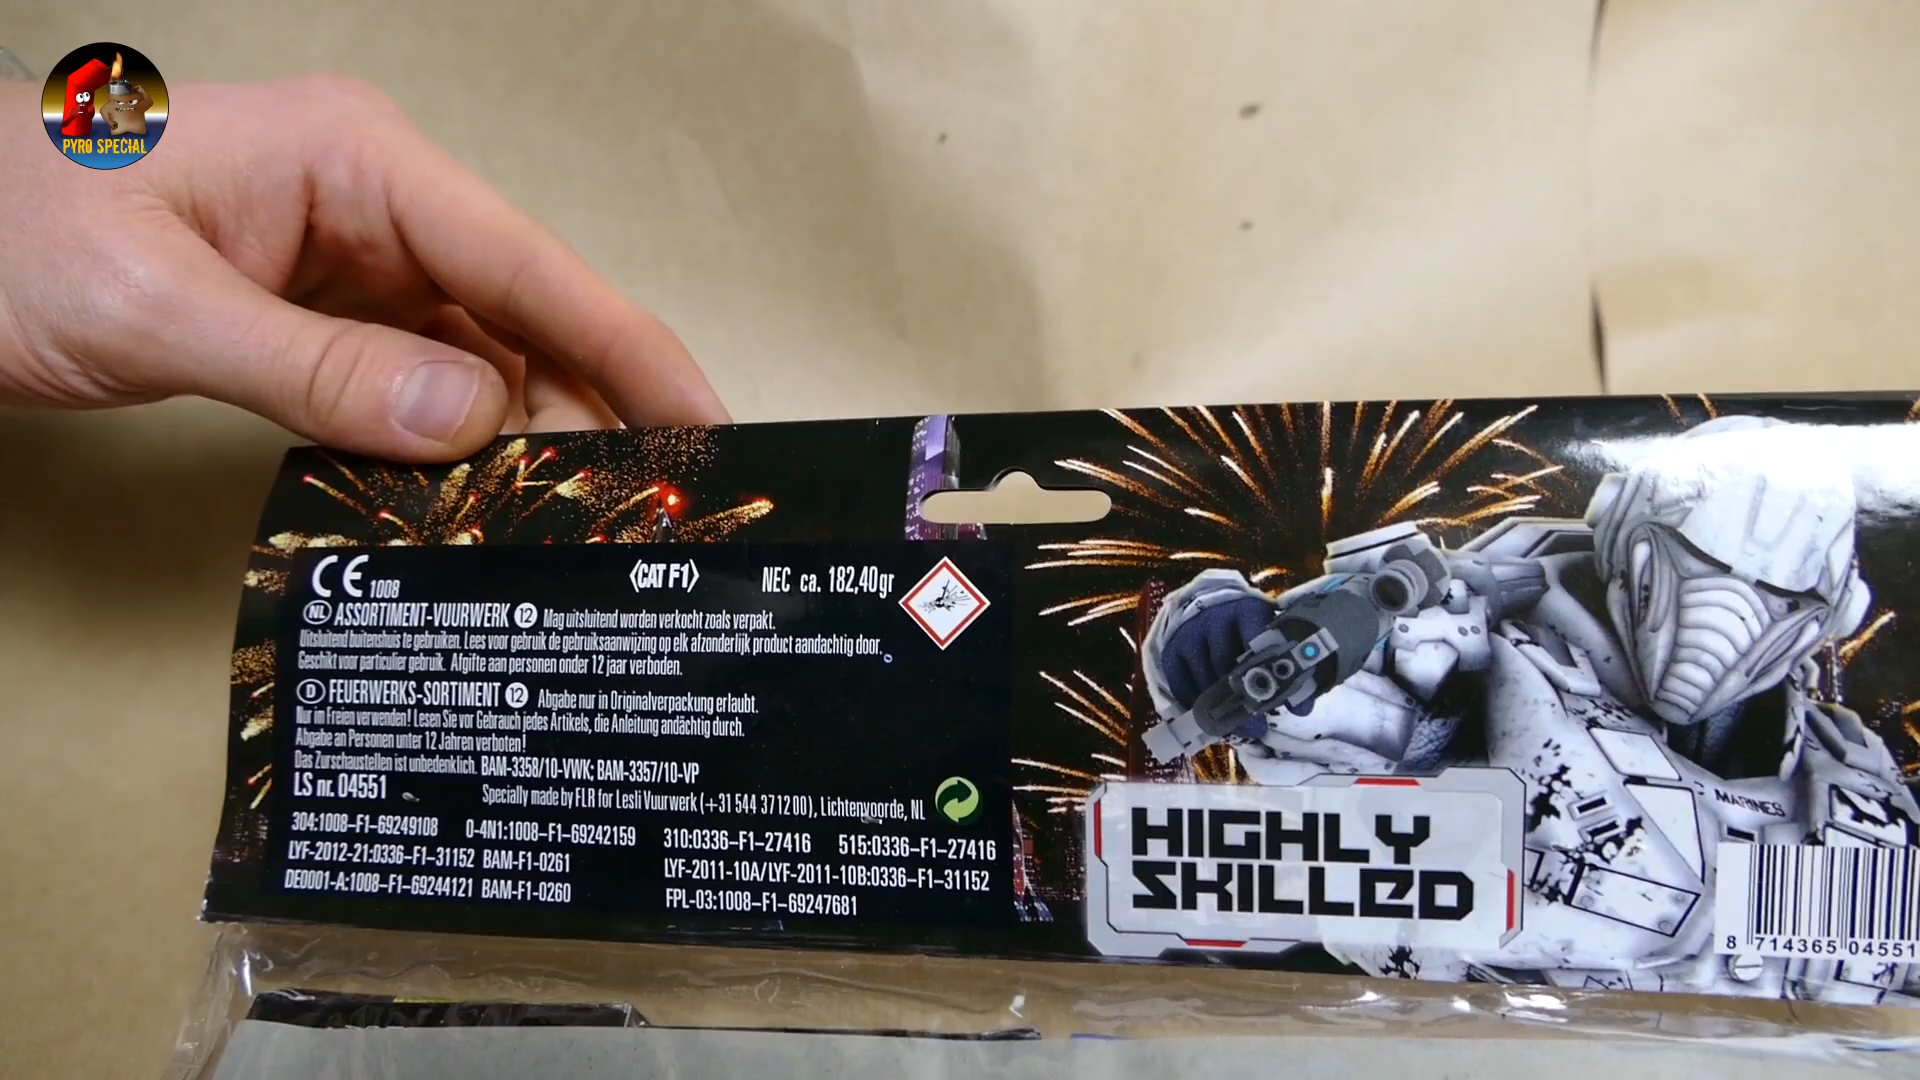 PYRO SPECIAL
CE 1008
CAT F1
NEC ca. 182,40gr
NL ASSORTIMENT-VUURWERK 12 Mag uitsluitend worden verkocht zoals verpakt.
Uitsluitend buitenshuis te gebruiken. Lees voor gebruik de gebruiksaanwijzing op elk afzonderlijk product aandachtig door.
Geschikt voor particulier gebruik. Afgifte aan personen onder 12 jaar verboden.
D FEUERWERKS-SORTIMENT 12 Abgabe nur in Originalverpackung erlaubt.
Nur im Freien verwenden! Lesen Sie vor Gebrauch jedes Artikels, die Anleitung andächtig durch.
Abgabe an Personen unter 12 Jahren verboten!
Das Zurschaustellen ist unbedenklich. BAM-3358/10-VWK; BAM-3357/10-VP
LS nr. 04551
Specially made by FLR for Lesli Vuurwerk (+31 544 371200), Lichtenvoorde, NL
304:1008-F1-69249108 0-4N1:1008-F1-69242159 310:0336-F1-27416 515:0336-F1-27416
LYF-2012-21:0336-F1-31152 BAM-F1-0261 LYF-2011-10A/LYF-2011-10B:0336-F1-31152
DE0001-A:1008-F1-69244121 BAM-F1-0260 FPL-03:1008-F1-69247681
HIGHLY
SKILLED
MARINES
8 714365 04551